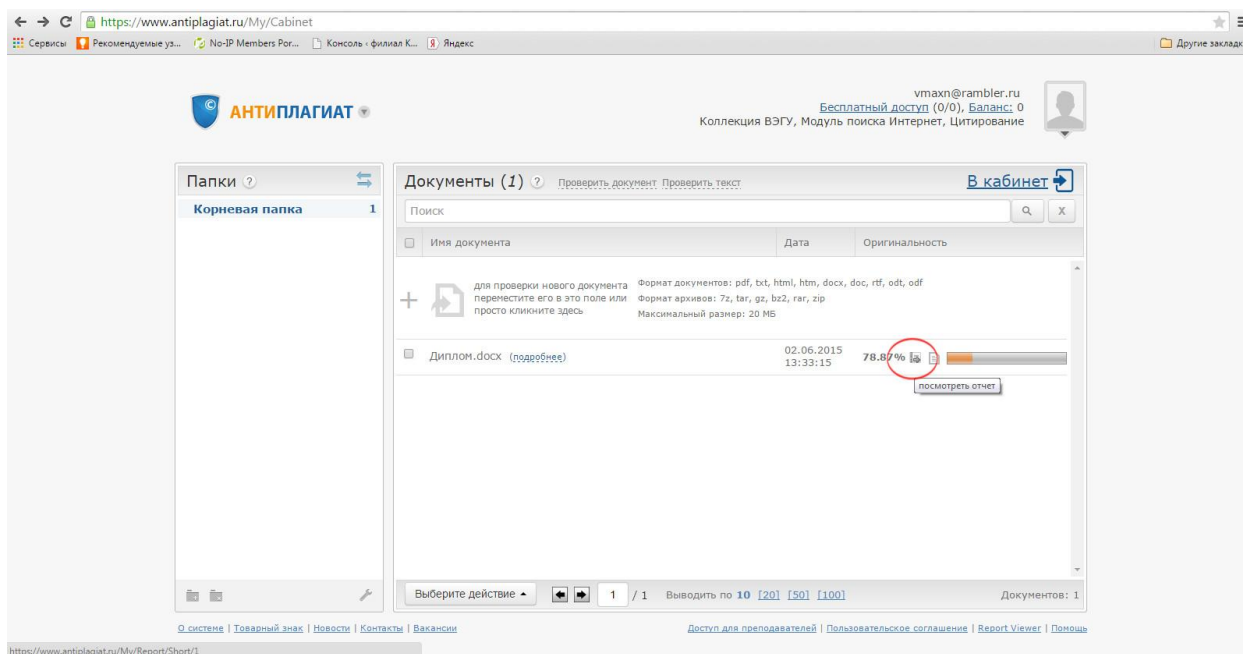 https://www.antiplagiat.ru/My/Cabinet
Сервисы Рекомендуемые уз... No-IP Members Por... Консоль ‹ филиал К... Яндекс Другие заклад
АНТИПЛАГИАТ
vmaxn@rambler.ru
Бесплатный доступ (0/0), Баланс: 0
Коллекция ВЭГУ, Модуль поиска Интернет, Цитирование
Папки ?
Корневая папка 1
Документы (1) ? Проверить документ Проверить текст В кабинет
Поиск X
Имя документа Дата Оригинальность
для проверки нового документа
переместите его в это поле или
просто кликните здесь
Формат документов: pdf, txt, html, htm, docx, doc, rtf, odt, odf
Формат архивов: 7z, tar, gz, bz2, rar, zip
Максимальный размер: 20 МБ
Диплом.docx (подробнее)
02.06.2015
13:33:15
78.87%
посмотреть отчет
Выберите действие 1 / 1 Выводить по 10 [20] [50] [100] Документов: 1
О системе | Товарный знак | Новости | Контакты | Вакансии
Доступ для преподавателей | Пользовательское соглашение | Report Viewer | Помощь
https://www.antiplagiat.ru/My/Report/Short/1